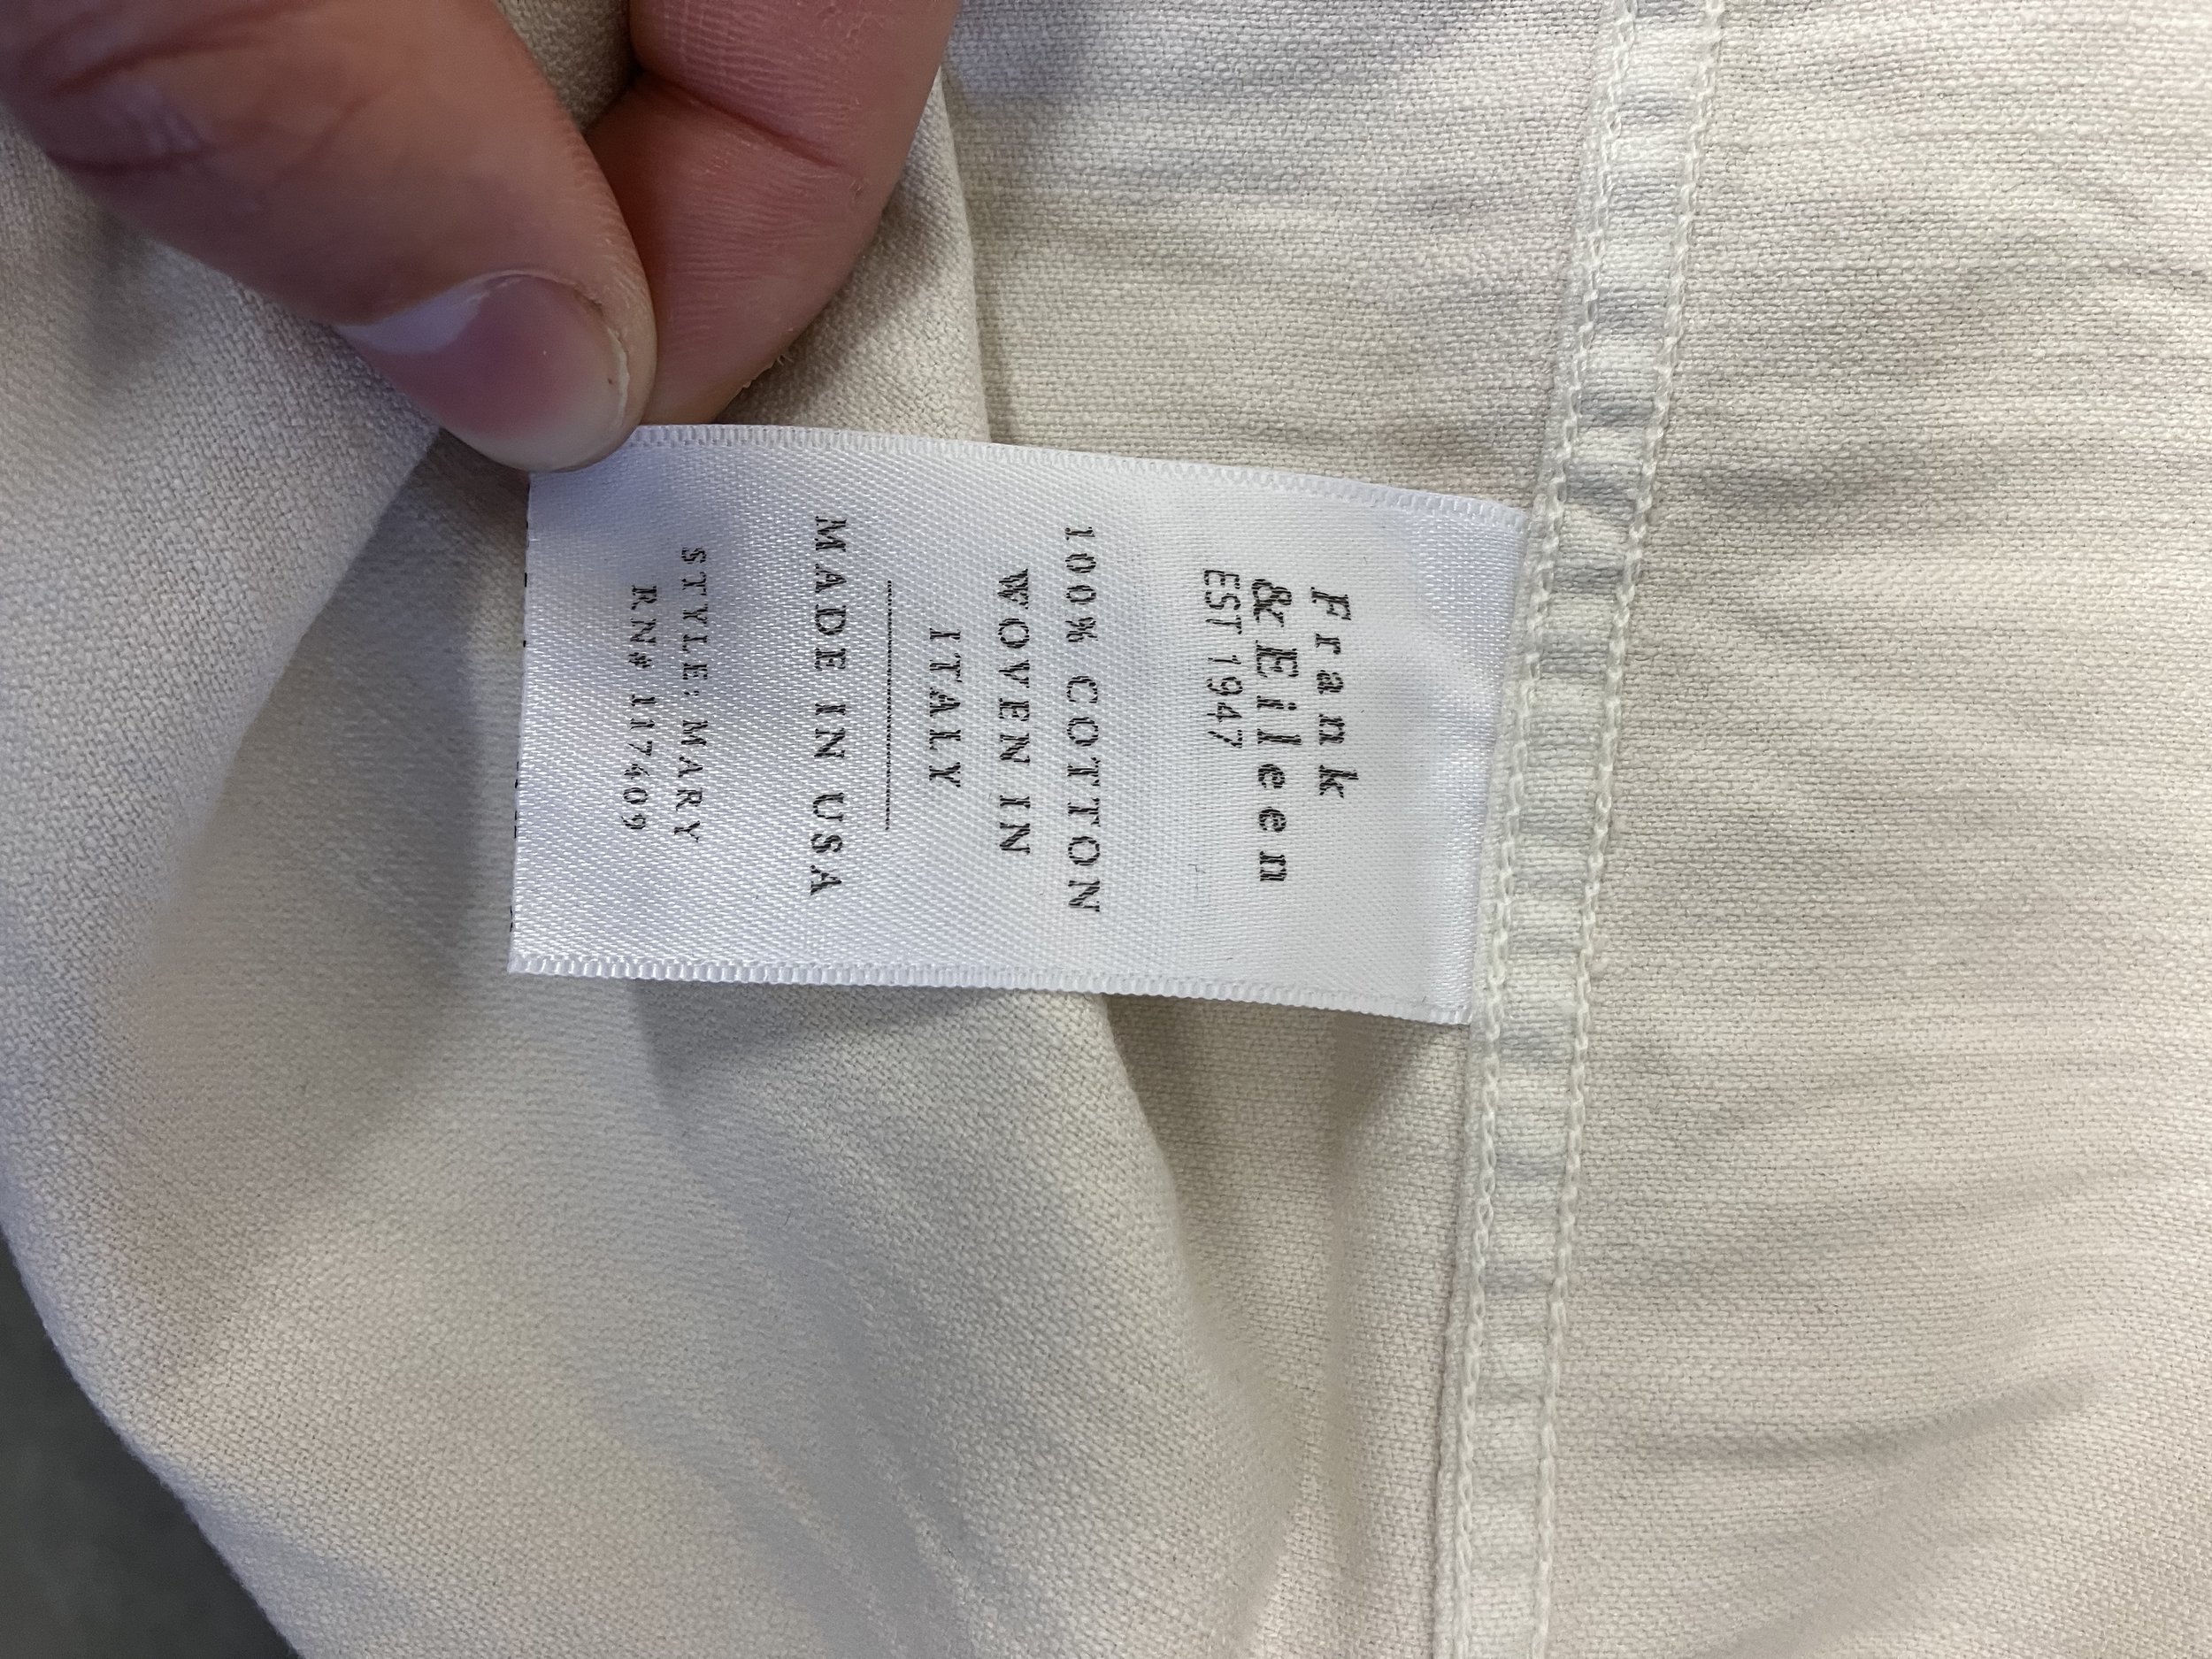 Frank
&Eileen
EST 1947
100% COTTON
WOVEN IN
ITALY
MADE IN USA
STYLE: MARY
RN# 117409